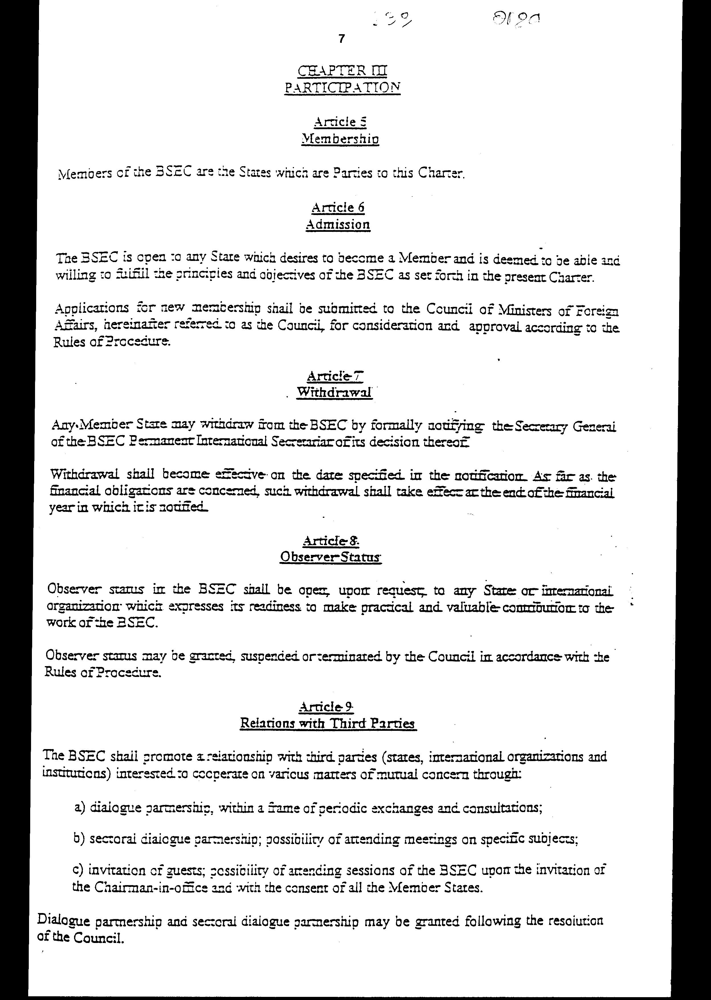 7
CHAPTER III
PARTICIPATION
Article 5
Membership
Members of the BSEC are the States which are Parties to this Charter.
Article 6
Admission
The BSEC is open to any State which desires to become a Member and is deemed to be able and
willing to fulfil the principles and objectives of the BSEC as set forth in the present Charter.
Applications for new membership shall be submitted to the Council of Ministers of Foreign
Affairs, hereinafter referred to as the Council, for consideration and approval according to the
Rules of Procedure.
Article 7
Withdrawal
Any Member State may withdraw from the BSEC by formally notifying the Secretary General
of the BSEC Permanent International Secretariat of its decision thereof.
Withdrawal shall become effective on the date specified in the notification. As far as the
financial obligations are concerned, such withdrawal shall take effect at the end of the financial
year in which it is notified.
Article 8
Observer Status
Observer status in the BSEC shall be open, upon request, to any State or international
organization which expresses its readiness to make practical and valuable contribution to the
work of the BSEC.
Observer status may be granted, suspended or terminated by the Council in accordance with the
Rules of Procedure.
Article 9
Relations with Third Parties
The BSEC shall promote a relationship with third parties (states, international organizations and
institutions) interested to cooperate on various matters of mutual concern through:
a) dialogue partnership, within a frame of periodic exchanges and consultations;
b) sectoral dialogue partnership; possibility of attending meetings on specific subjects;
c) invitation of guests; possibility of attending sessions of the BSEC upon the invitation of
the Chairman-in-office and with the consent of all the Member States.
Dialogue partnership and sectoral dialogue partnership may be granted following the resolution
of the Council.